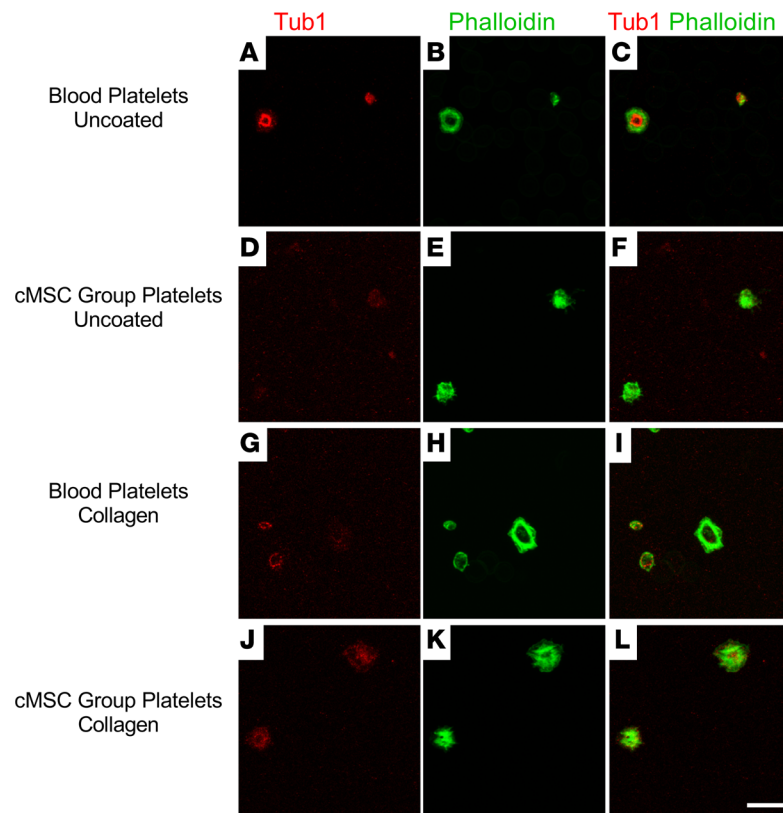 Tub1 Phalloidin Tub1 Phalloidin
A B C
Blood Platelets
Uncoated
D E F
cMSC Group Platelets
Uncoated
G H I
Blood Platelets
Collagen
J K L
cMSC Group Platelets
Collagen